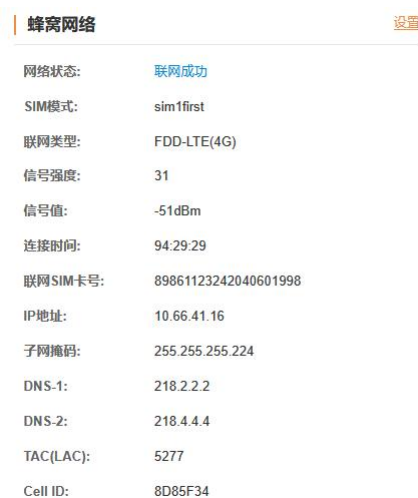 蜂窝网络 设置
网络状态: 联网成功
SIM模式: sim1first
联网类型: FDD-LTE(4G)
信号强度: 31
信号值: -51dBm
连接时间: 94:29:29
联网SIM卡号: 89861123242040601998
IP地址: 10.66.41.16
子网掩码: 255.255.255.224
DNS-1: 218.2.2.2
DNS-2: 218.4.4.4
TAC(LAC): 5277
Cell ID: 8D85F34